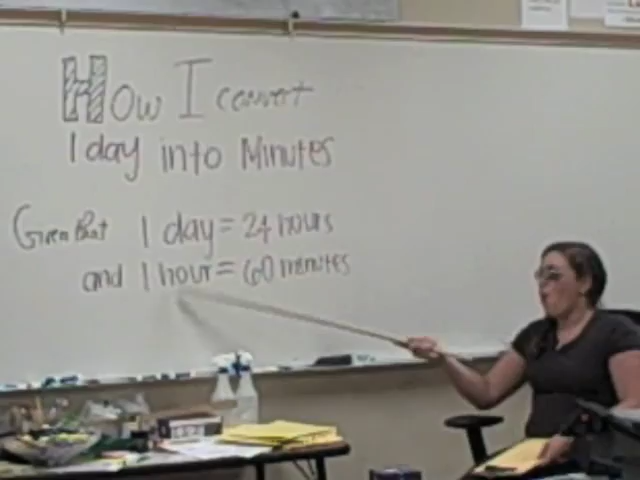 How I convert
1 day into Minutes
Given that 1 day = 24 hours
and 1 hour = 60 minutes